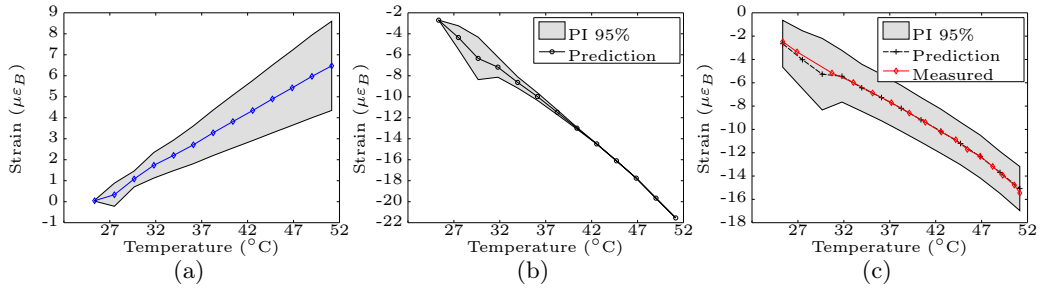 9
8
7
6
5
4
3
2
1
0
-1
Strain (με_B)
22 27 32 37 42 47 52
Temperature (°C)
(a)
-2
-4
-6
-8
-10
-12
-14
-16
-18
-20
-22
Strain (με_B)
PI 95%
Prediction
27 32 37 42 47 52
Temperature (°C)
(b)
0
-2
-4
-6
-8
-10
-12
-14
-16
-18
Strain (με_B)
PI 95%
Prediction
Measured
27 32 37 42 47 52
Temperature (°C)
(c)